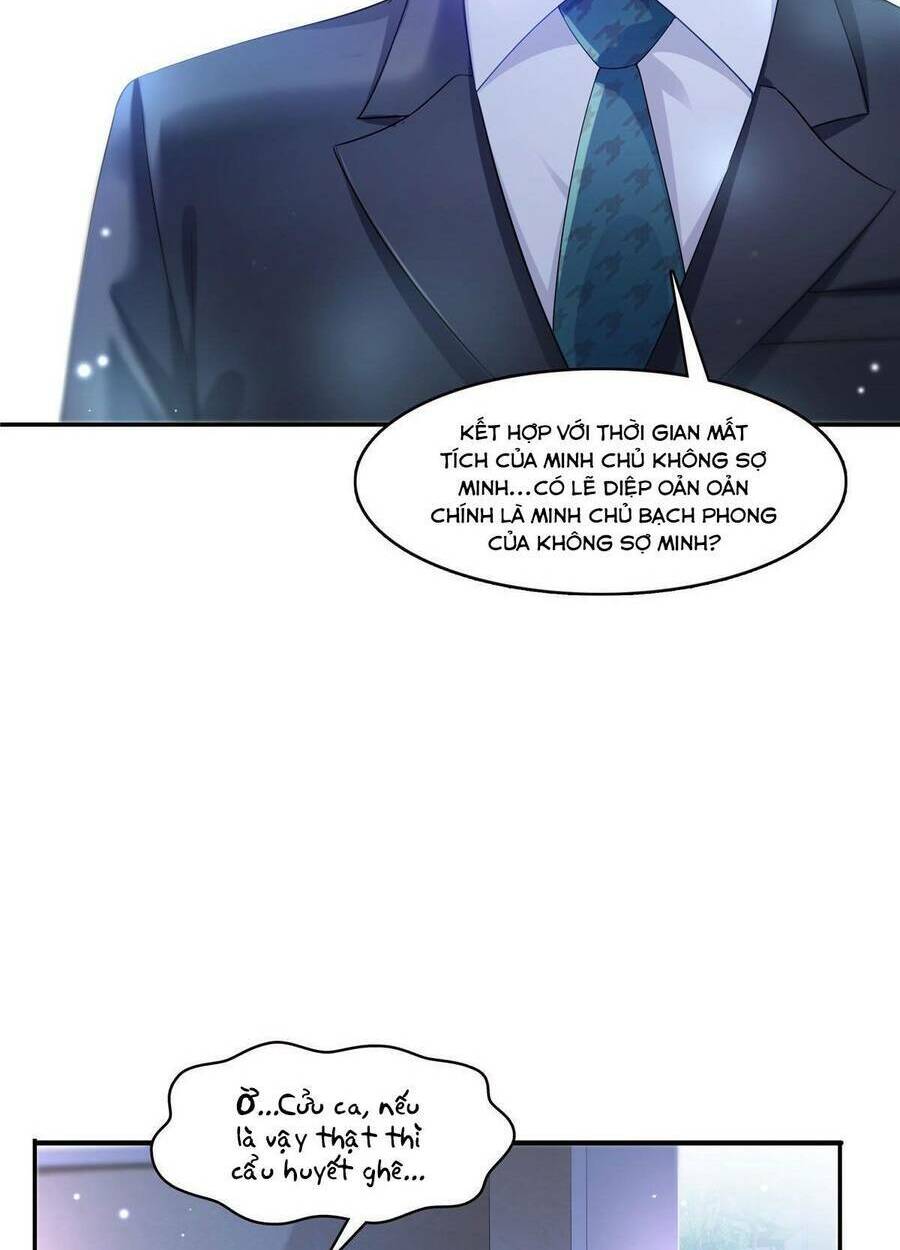 KẾT HỢP VỚI THỜI GIAN MẤT
TÍCH CỦA MINH CHỦ KHÔNG SỢ
MINH...CÓ LẼ DIỆP OẢN OẢN
CHÍNH LÀ MINH CHỦ BẠCH PHONG
CỦA KHÔNG SỢ MINH?
Ờ...Cửu ca, nếu
là vậy thật thì
cẩu huyết ghê...